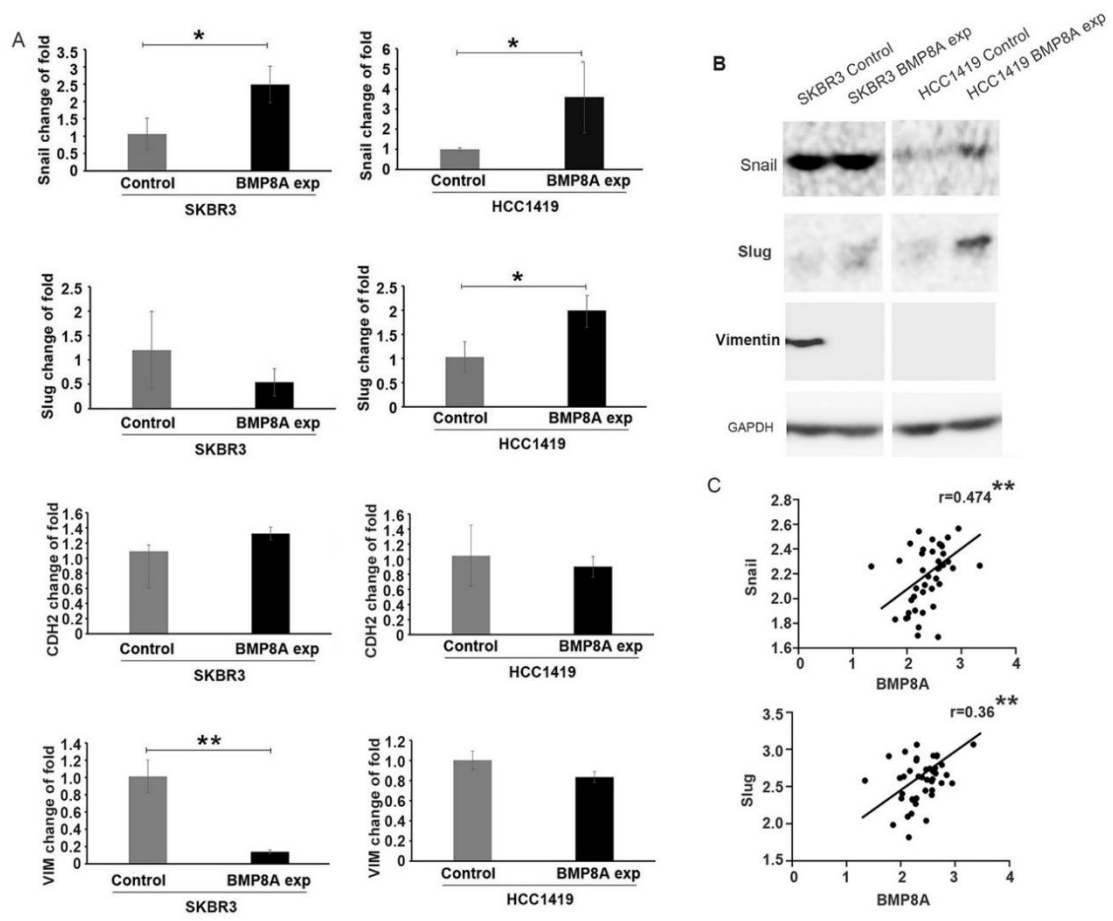 A
*
Snail change of fold
3.5
3
2.5
2
1.5
1
0.5
0
Control
BMP8A exp
SKBR3
*
Snail change of fold
6
5
4
3
2
1
0
Control
BMP8A exp
HCC1419
Slug change of fold
2.5
2
1.5
1
0.5
0
Control
BMP8A exp
SKBR3
*
Slug change of fold
2.5
2
1.5
1
0.5
0
Control
BMP8A exp
HCC1419
CDH2 change of fold
1.6
1.4
1.2
1.0
0.8
0.6
0.4
0.2
0
Control
BMP8A exp
SKBR3
CDH2 change of fold
1.6
1.4
1.2
1.0
0.8
0.6
0.4
0.2
0
Control
BMP8A exp
HCC1419
**
VIM change of fold
1.4
1.2
1.0
0.8
0.6
0.4
0.2
0
Control
BMP8A exp
SKBR3
VIM change of fold
1.2
1.0
0.8
0.6
0.4
0.2
0
Control
BMP8A exp
HCC1419
B
SKBR3 Control
SKBR3 BMP8A exp
HCC1419 Control
HCC1419 BMP8A exp
Snail
Slug
Vimentin
GAPDH
C
r=0.474**
Snail
2.8
2.6
2.4
2.2
2.0
1.8
1.6
0 1 2 3 4
BMP8A
r=0.36**
Slug
3.5
3.0
2.5
2.0
1.5
0 1 2 3 4
BMP8A